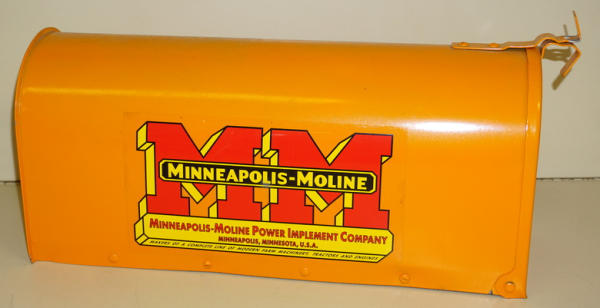 MM
MINNEAPOLIS-MOLINE
MINNEAPOLIS-MOLINE POWER IMPLEMENT COMPANY
MINNEAPOLIS, MINNESOTA, U.S.A.
MAKERS OF A COMPLETE LINE OF MODERN FARM MACHINERY, TRACTORS AND ENGINES